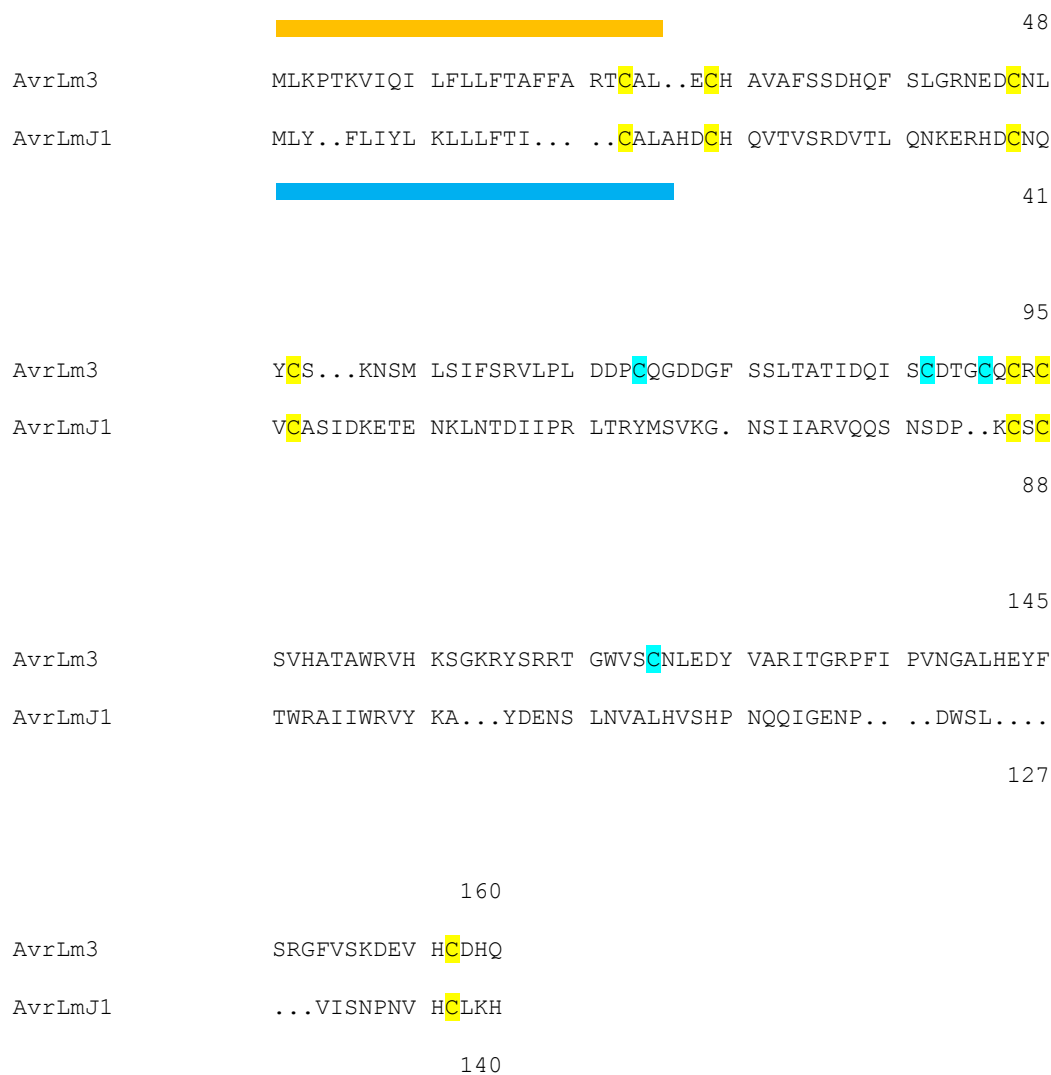 48
AvrLm3 MLKPTKVIQI LFLLFTAFFA RTCAL..ECH AVAFSSDHQF SLGRNEDCNL
AvrLmJ1 MLY..FLIYL KLLLFTI... ..CALAHDCH QVTVSRDVTL QNKERHDCNQ
41
95
AvrLm3 YCS...KNSM LSIFSRVLPL DDPCQGDDGF SSLTATIDQI SCDTGCQCRC
AvrLmJ1 VCASIDKETE NKLNTDIIPR LTRYMSVKG. NSIIARVQQS NSDP..KCSC
88
145
AvrLm3 SVHATAWRVH KSGKRYSRRT GWVSCNLEDY VARITGRPFI PVNGALHEYF
AvrLmJ1 TWRAIIWRVY KA...YDENS LNVALHVSHP NQQIGENP.. ..DWSL....
127
160
AvrLm3 SRGFVSKDEV HCDHQ
AvrLmJ1 ...VISNPNV HCLKH
140